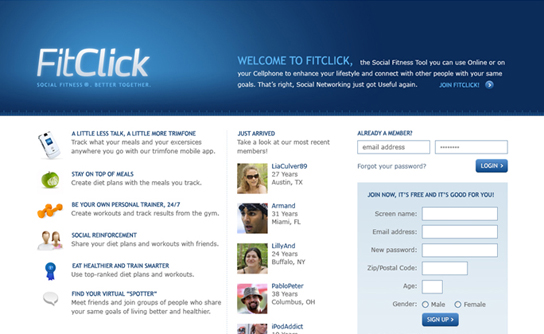 FitClick
SOCIAL FITNESS®. BETTER TOGETHER.
WELCOME TO FITCLICK, the Social Fitness Tool you can use Online or on
your Cellphone to enhance your lifestyle and connect with other people with your same
goals. That's right, Social Networking just got Useful again. JOIN FITCLICK!
A LITTLE LESS TALK, A LITTLE MORE TRIMFONE
Track what your meals and your excersices
anywhere you go with our trimfone mobile app.
STAY ON TOP OF MEALS
Create diet plans with the meals you track.
BE YOUR OWN PERSONAL TRAINER, 24/7
Create workouts and track results from the gym.
SOCIAL REINFORCEMENT
Share your diet plans and workouts with friends.
EAT HEALTHIER AND TRAIN SMARTER
Use top-ranked diet plans and workouts.
FIND YOUR VIRTUAL "SPOTTER"
Meet friends and join groups of people who share
your same goals of living better and healthier.
JUST ARRIVED
Take a look at our most recent
members!
LiaCulver89
27 Years
Austin, TX
Armand
31 Years
Miami, FL
LillyAnd
24 Years
Buffalo, NY
PabloPeter
38 Years
Columbus, OH
iPodAddict
ALREADY A MEMBER?
email address
Forgot your password?
LOGIN
JOIN NOW, IT'S FREE AND IT'S GOOD FOR YOU!
Screen name:
Email address:
New password:
Zip/Postal Code:
Age:
Gender: Male Female
SIGN UP